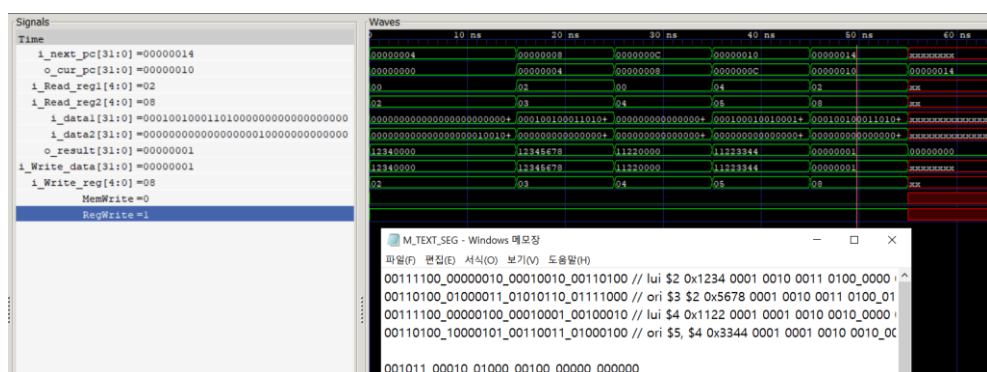 Signals
Time
i_next_pc[31:0] =00000014
o_cur_pc[31:0] =00000010
i_Read_reg1[4:0] =02
i_Read_reg2[4:0] =08
i_data1[31:0] =00010010001101000000000000000000
i_data2[31:0] =00000000000000000010000000000000
o_result[31:0] =00000001
i_Write_data[31:0] =00000001
i_Write_reg[4:0] =08
MemWrite =0
RegWrite =1
Waves
10 ns 20 ns 30 ns 40 ns 50 ns 60 ns
00000004 00000008 0000000C 00000010 00000014 xxxxxxxx
00000000 00000004 00000008 0000000C 00000010 00000014
00 02 00 04 02 xx
02 03 04 05 08 xx
12340000 12345678 11220000 11223344 00000001 00000000
12340000 12345678 11220000 11223344 00000001 xxxxxxxx
02 03 04 05 08 xx
M_TEXT_SEG - Windows 메모장
파일(F) 편집(E) 서식(O) 보기(V) 도움말(H)
00111100_00000010_00010010_00110100 // lui $2 0x1234 0001 0010 0011 0100_0000
00110100_01000011_01010110_01111000 // ori $3 $2 0x5678 0001 0010 0011 0100_01
00111100_00000100_00010001_00100010 // lui $4 0x1122 0001 0001 0010 0010_0000
00110100_10000101_00110011_01000100 // ori $5, $4 0x3344 0001 0001 0010 0010_00
001011_00010_01000_00100_00000_000000